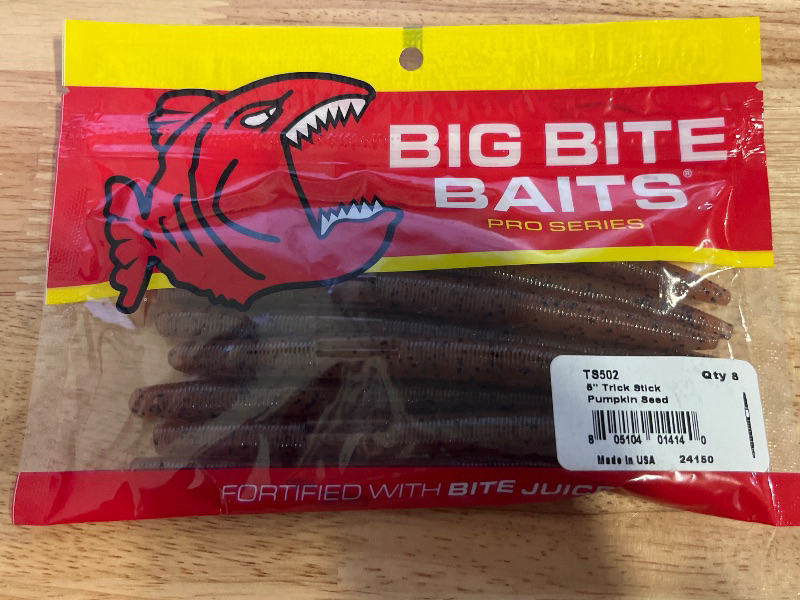 BIG BITE
BAITS®
PRO SERIES
TS502 Qty 8
5" Trick Stick
Pumpkin Seed
8 05104 01414 0
Made In USA 24150
FORTIFIED WITH BITE JUICE